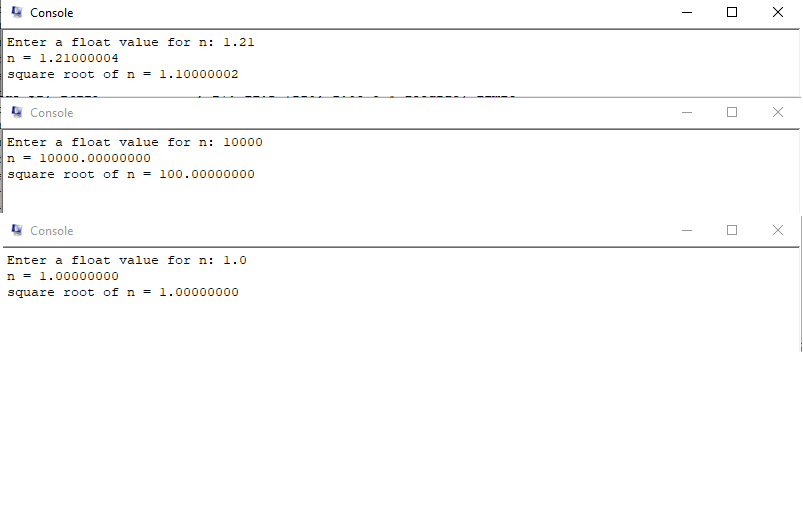 Console
Enter a float value for n: 1.21
n = 1.21000004
square root of n = 1.10000002
Console
Enter a float value for n: 10000
n = 10000.00000000
square root of n = 100.00000000
Console
Enter a float value for n: 1.0
n = 1.00000000
square root of n = 1.00000000